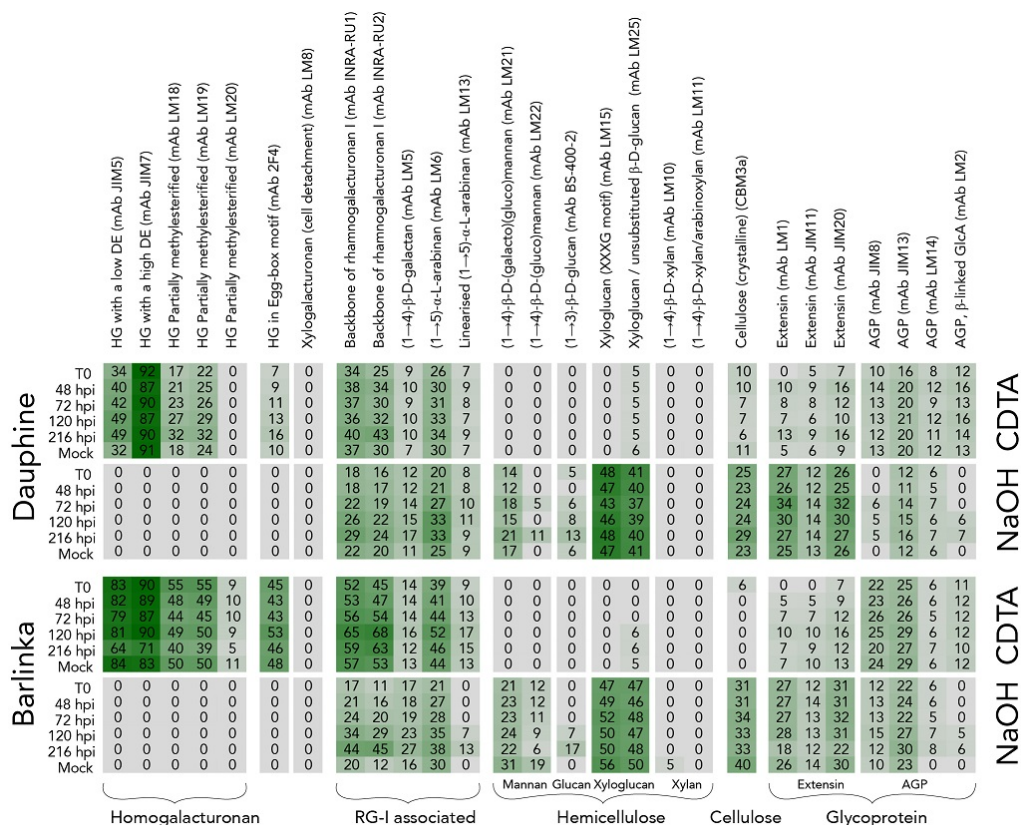 HG with a low DE (mAb JIM5)
HG with a high DE (mAb JIM7)
HG Partially methylesterified (mAb LM18)
HG Partially methylesterified (mAb LM19)
HG Partially methylesterified (mAb LM20)
HG in Egg-box motif (mAb 2F4)
Xylogalacturonan (cell detachment) (mAb LM8)
Backbone of rhamnogalacturonan I (mAb INRA-RU1)
Backbone of rhamnogalacturonan I (mAb INRA-RU2)
(1→4)-β-D-galactan (mAb LM5)
(1→5)-α-L-arabinan (mAb LM6)
Linearised (1→5)-α-L-arabinan (mAb LM13)
(1→4)-β-D-(galacto)(gluco)mannan (mAb LM21)
(1→4)-β-D-(gluco)mannan (mAb LM22)
(1→3)-β-D-glucan (mAb BS-400-2)
Xyloglucan (XXXG motif) (mAb LM15)
Xyloglucan / unsubstituted β-D-glucan (mAb LM25)
(1→4)-β-D-xylan (mAb LM10)
(1→4)-β-D-xylan/arabinoxylan (mAb LM11)
Cellulose (crystalline) (CBM3a)
Extensin (mAb LM1)
Extensin (mAb JIM11)
Extensin (mAb JIM20)
AGP (mAb JIM8)
AGP (mAb JIM13)
AGP (mAb LM14)
AGP, β-linked GlcA (mAb LM2)
Dauphine
CDTA
T0 34 92 17 22 0 7 0 34 25 9 26 7 0 0 0 0 5 0 0 10 0 5 7 10 16 8 12
48 hpi 40 87 21 25 0 9 0 38 34 10 30 9 0 0 0 0 5 0 0 10 10 9 16 14 20 12 16
72 hpi 42 90 23 26 0 11 0 37 30 9 31 8 0 0 0 0 5 0 0 7 8 8 12 13 20 9 13
120 hpi 49 87 27 29 0 13 0 36 32 10 33 7 0 0 0 0 5 0 0 7 7 6 10 13 21 12 16
216 hpi 49 90 32 32 0 16 0 40 43 10 34 9 0 0 0 0 5 0 0 6 13 9 16 12 20 11 14
Mock 32 91 18 24 0 10 0 37 30 7 30 7 0 0 0 0 6 0 0 11 5 6 9 13 20 12 13
NaOH
T0 0 0 0 0 0 0 0 18 16 12 20 8 14 0 5 48 41 0 0 25 27 12 26 0 12 6 0
48 hpi 0 0 0 0 0 0 0 18 17 12 21 8 12 0 0 47 40 0 0 23 26 12 25 0 11 5 0
72 hpi 0 0 0 0 0 0 0 22 19 14 27 10 18 5 6 43 37 0 0 24 34 14 32 6 14 7 0
120 hpi 0 0 0 0 0 0 0 26 22 15 33 11 15 0 8 46 39 0 0 24 30 14 30 5 15 6 6
216 hpi 0 0 0 0 0 0 0 29 24 17 33 9 21 11 13 48 40 0 0 24 27 14 27 8 16 7 7
Mock 0 0 0 0 0 0 0 22 20 11 25 9 17 0 6 47 41 0 0 23 25 13 26 0 12 6 0
Barlinka
CDTA
T0 83 90 55 55 9 45 0 52 45 14 39 9 0 0 0 0 0 0 0 6 0 0 7 22 25 6 11
48 hpi 82 89 48 49 10 43 0 53 47 14 41 10 0 0 0 0 0 0 0 0 5 5 9 23 26 6 12
72 hpi 79 87 44 45 10 43 0 56 54 14 44 13 0 0 0 0 0 0 0 0 7 7 12 26 26 5 12
120 hpi 81 90 49 50 9 53 0 65 68 16 52 17 0 0 0 0 6 0 0 0 10 10 16 25 29 6 12
216 hpi 64 71 40 39 5 46 0 59 63 12 46 15 0 0 0 0 6 0 0 0 7 9 12 20 27 7 10
Mock 84 83 50 50 11 48 0 57 53 13 44 13 0 0 0 0 5 0 0 0 7 10 13 24 29 6 12
NaOH
T0 0 0 0 0 0 0 0 17 11 17 21 0 21 12 0 47 47 0 0 31 27 12 31 12 22 6 0
48 hpi 0 0 0 0 0 0 0 21 16 18 27 0 23 12 0 49 46 0 0 31 27 14 31 13 24 6 0
72 hpi 0 0 0 0 0 0 0 24 20 19 28 0 23 11 0 52 48 0 0 34 27 13 32 13 22 5 0
120 hpi 0 0 0 0 0 0 0 34 29 23 35 7 24 9 7 50 47 0 0 33 28 13 31 15 27 7 5
216 hpi 0 0 0 0 0 0 0 44 45 27 38 13 22 6 17 50 48 0 0 33 18 12 22 12 30 8 6
Mock 0 0 0 0 0 0 0 20 12 16 30 0 31 19 0 56 50 5 0 40 26 14 30 10 23 0 0
Mannan Glucan Xyloglucan Xylan Extensin AGP
Homogalacturonan RG-I associated Hemicellulose Cellulose Glycoprotein